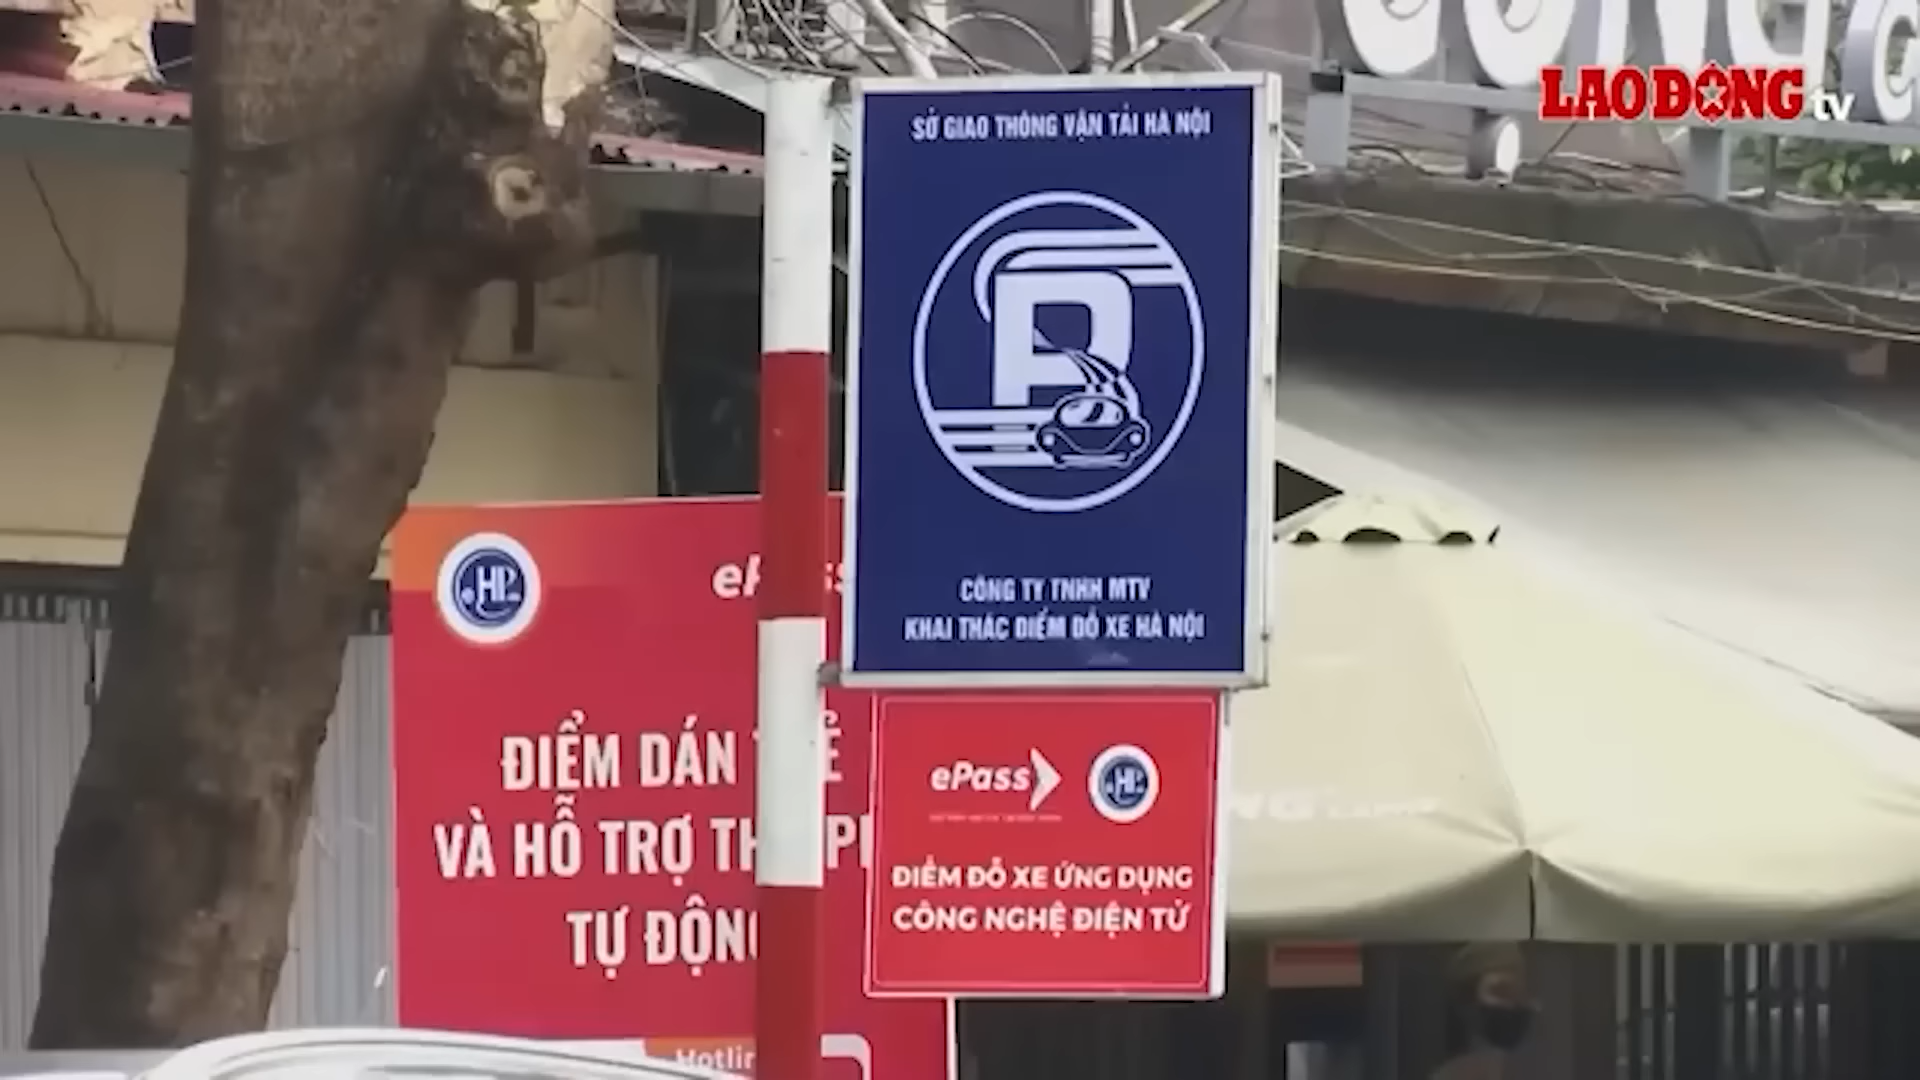 LAO ĐỘNG tv
SỞ GIAO THÔNG VẬN TẢI HÀ NỘI
P
CÔNG TY TNHH MTV
KHAI THÁC ĐIỂM ĐỖ XE HÀ NỘI
ePass
HP
ĐIỂM ĐỖ XE ỨNG DỤNG
CÔNG NGHỆ ĐIỆN TỬ
HP
ĐIỂM DÁN
VÀ HỖ TRỢ
TỰ ĐỘNG